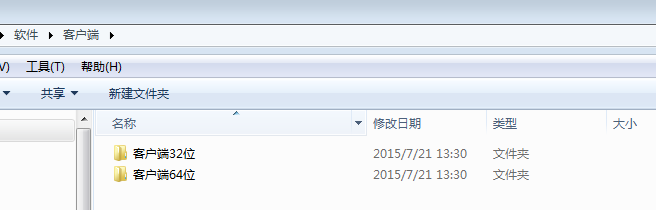 软件 客户端
V) 工具(T) 帮助(H)
共享 新建文件夹
名称 修改日期 类型 大小
客户端32位 2015/7/21 13:30 文件夹
客户端64位 2015/7/21 13:30 文件夹